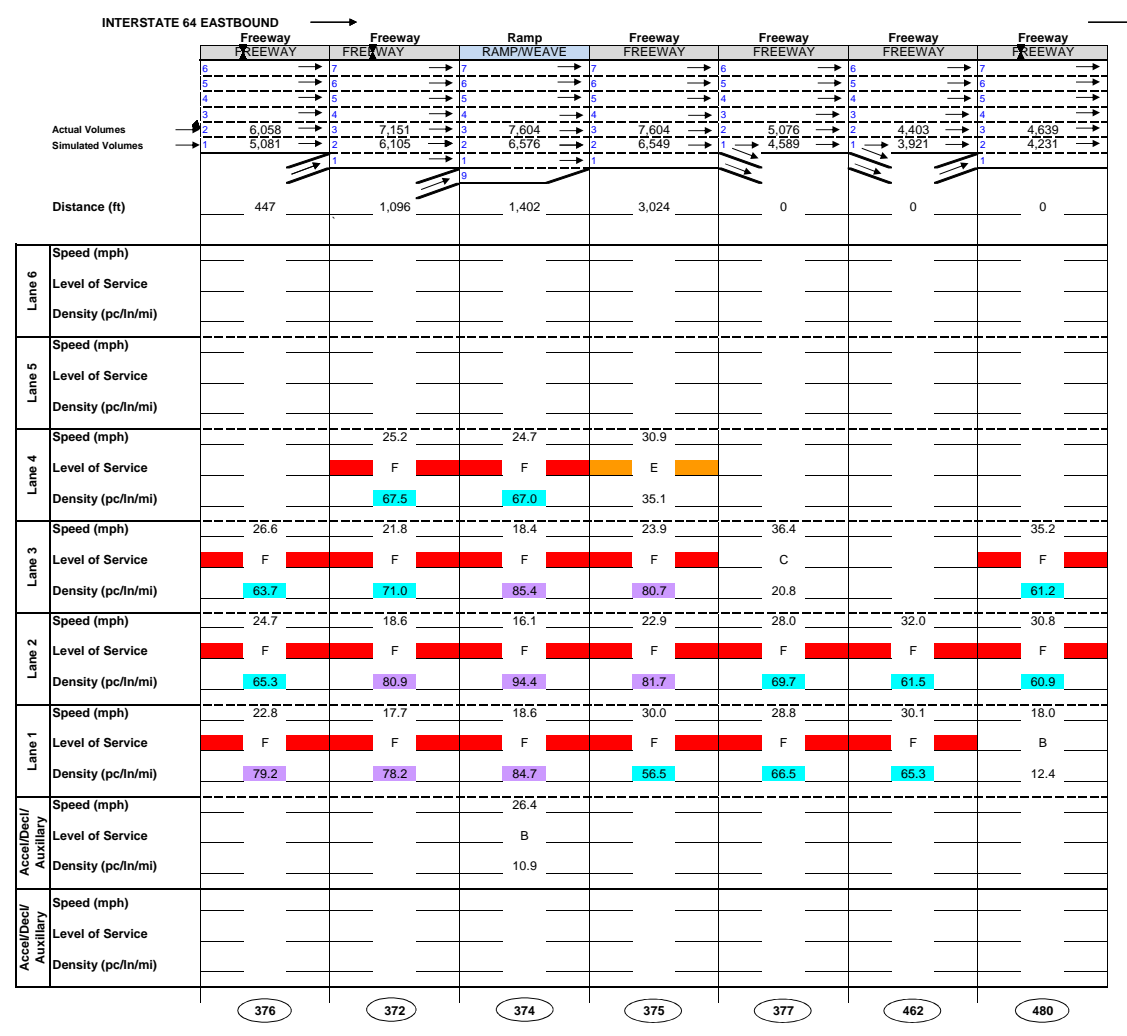 INTERSTATE 64 EASTBOUND
Freeway Freeway Ramp Freeway Freeway Freeway Freeway
FREEWAY FREEWAY RAMP/WEAVE FREEWAY FREEWAY FREEWAY FREEWAY
6 7 7 7 6 6 7
5 6 6 6 5 5 6
4 5 5 5 4 4 5
3 4 4 4 3 3 4
Actual Volumes 2 6,058 3 7,151 3 7,604 3 7,604 2 5,076 2 4,403 3 4,639
Simulated Volumes 1 5,081 2 6,105 2 6,576 2 6,549 1 4,589 1 3,921 2 4,231
1 1 1 1
9
Distance (ft) 447 1,096 1,402 3,024 0 0 0
Lane 6
Speed (mph)
Level of Service
Density (pc/ln/mi)
Lane 5
Speed (mph)
Level of Service
Density (pc/ln/mi)
Lane 4
Speed (mph) 25.2 24.7 30.9
Level of Service F F E
Density (pc/ln/mi) 67.5 67.0 35.1
Lane 3
Speed (mph) 26.6 21.8 18.4 23.9 36.4 35.2
Level of Service F F F F C F
Density (pc/ln/mi) 63.7 71.0 85.4 80.7 20.8 61.2
Lane 2
Speed (mph) 24.7 18.6 16.1 22.9 28.0 32.0 30.8
Level of Service F F F F F F F
Density (pc/ln/mi) 65.3 80.9 94.4 81.7 69.7 61.5 60.9
Lane 1
Speed (mph) 22.8 17.7 18.6 30.0 28.8 30.1 18.0
Level of Service F F F F F F B
Density (pc/ln/mi) 79.2 78.2 84.7 56.5 66.5 65.3 12.4
Accel/Decl/
Auxillary
Speed (mph) 26.4
Level of Service B
Density (pc/ln/mi) 10.9
Accel/Decl/
Auxillary
Speed (mph)
Level of Service
Density (pc/ln/mi)
376 372 374 375 377 462 480